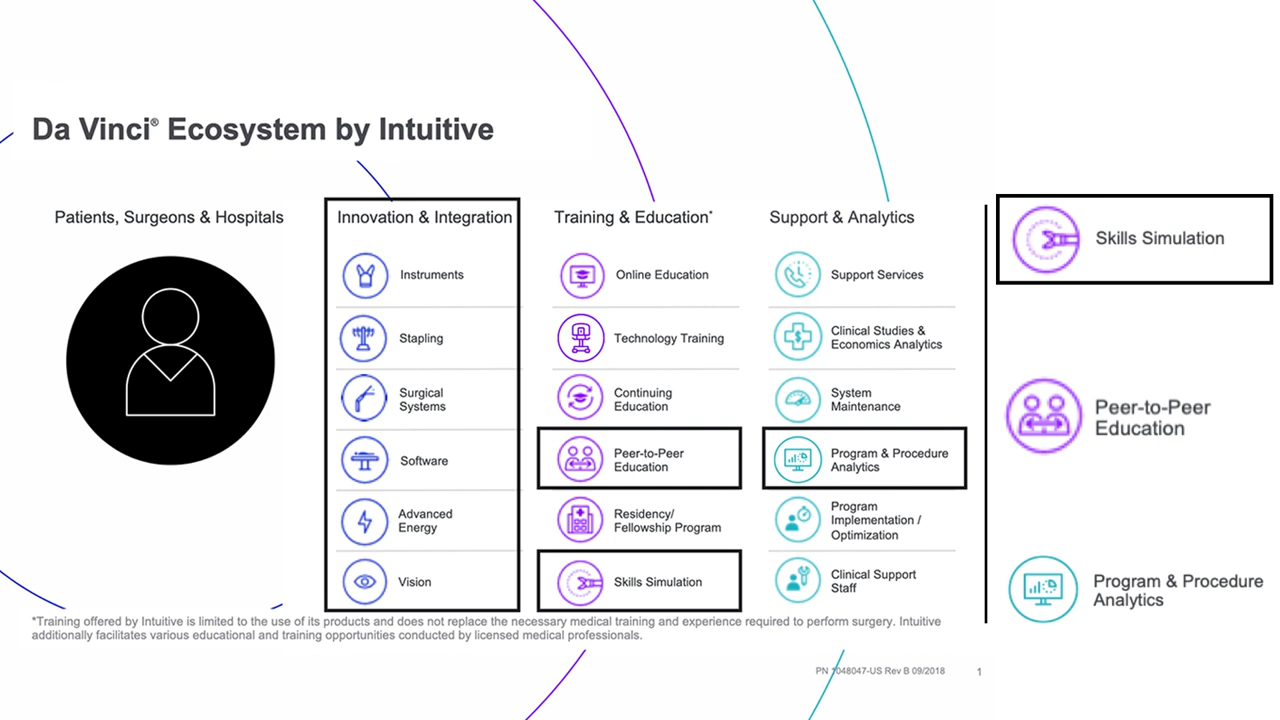 Da Vinci® Ecosystem by Intuitive
Patients, Surgeons & Hospitals
Innovation & Integration
Instruments
Stapling
Surgical
Systems
Software
Advanced
Energy
Vision
Training & Education*
Online Education
Technology Training
Continuing
Education
Peer-to-Peer
Education
Residency/
Fellowship Program
Skills Simulation
Support & Analytics
Support Services
Clinical Studies &
Economics Analytics
System
Maintenance
Program & Procedure
Analytics
Program
Implementation /
Optimization
Clinical Support
Staff
Skills Simulation
Peer-to-Peer
Education
Program & Procedure
Analytics
*Training offered by Intuitive is limited to the use of its products and does not replace the necessary medical training and experience required to perform surgery. Intuitive
additionally facilitates various educational and training opportunities conducted by licensed medical professionals.
PN 1048047-US Rev B 09/2018
1